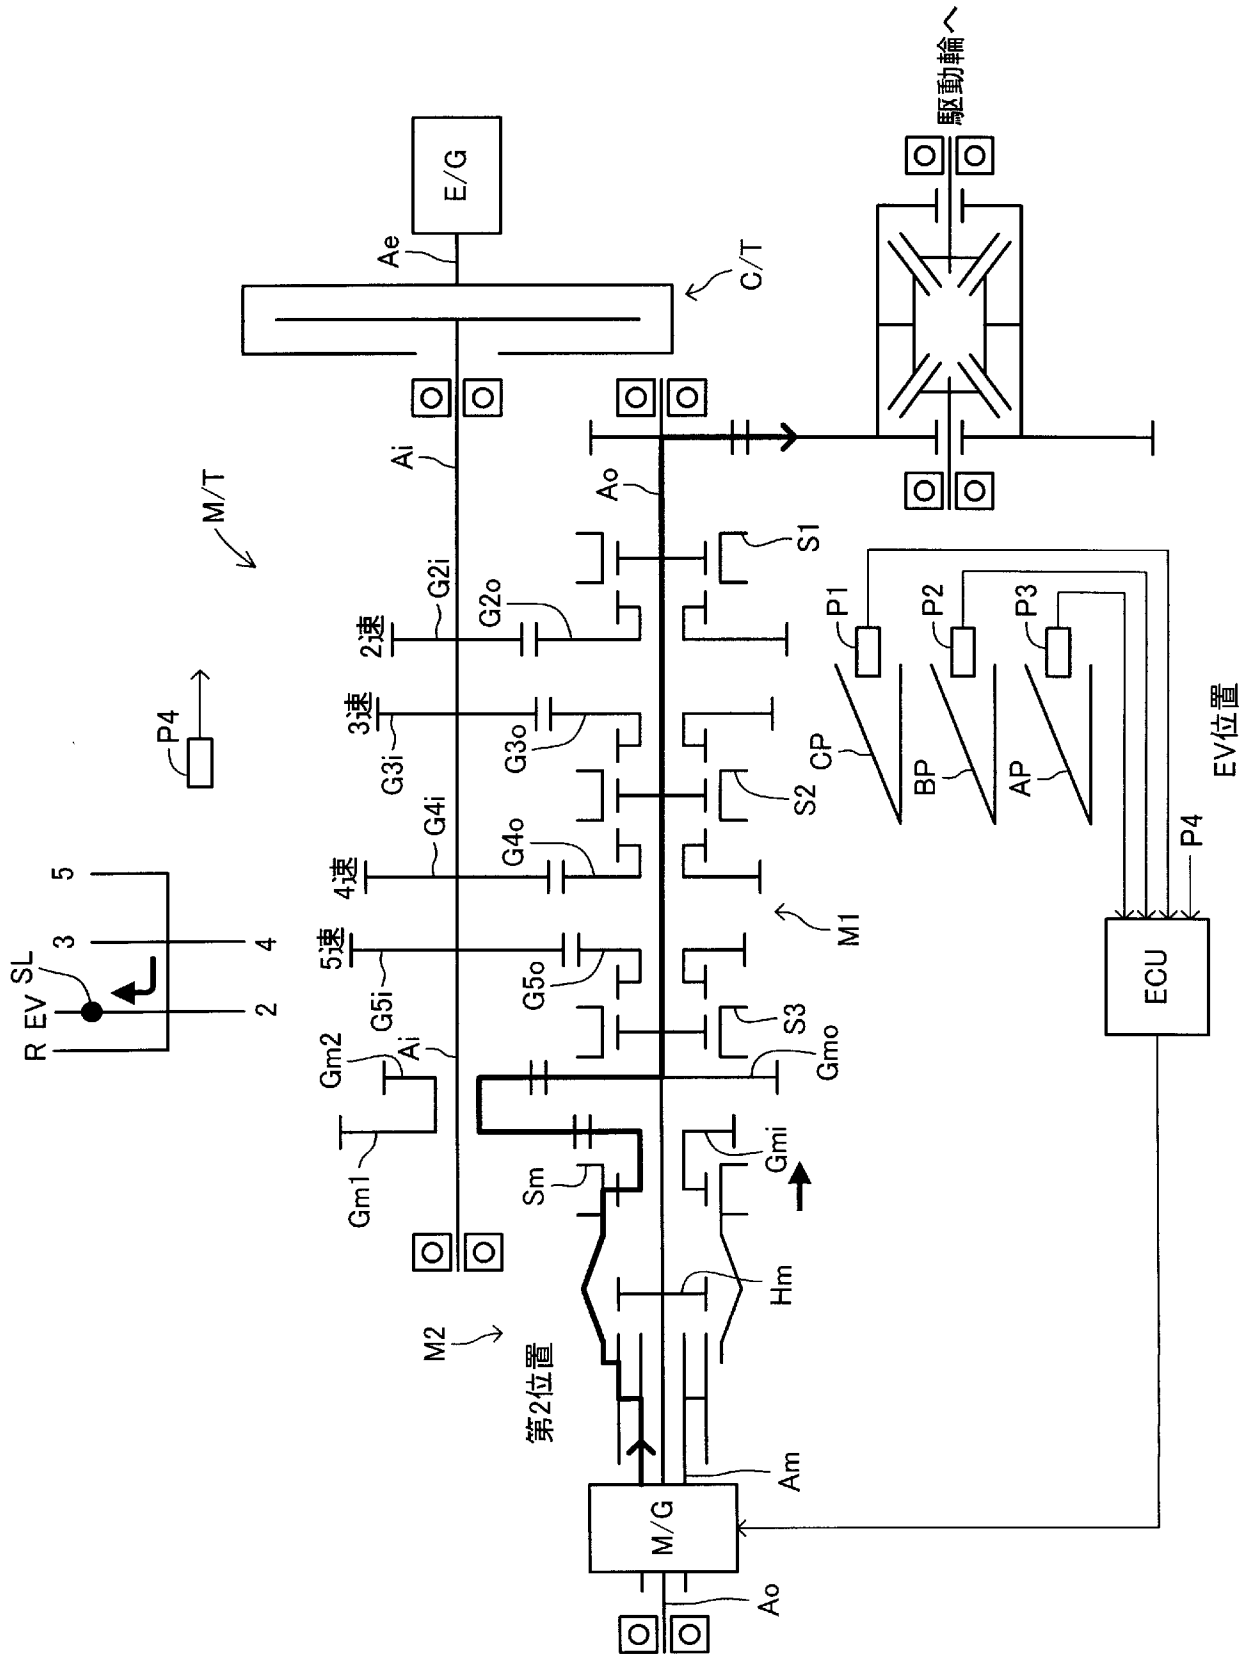 R
EV
SL
3
5
2
4
P4
M/T
E/G
Ae
C/T
Ai
Ao
2速
G2i
G2o
S1
3速
G3i
G3o
S2
4速
G4i
G4o
M1
5速
G5i
G5o
S3
Ai
Gm2
Gmo
Gm1
Gmi
Sm
Hm
M2
第2位置
Am
M/G
Ao
駆動輪へ
CP
P1
BP
P2
AP
P3
P4
ECU
EV位置